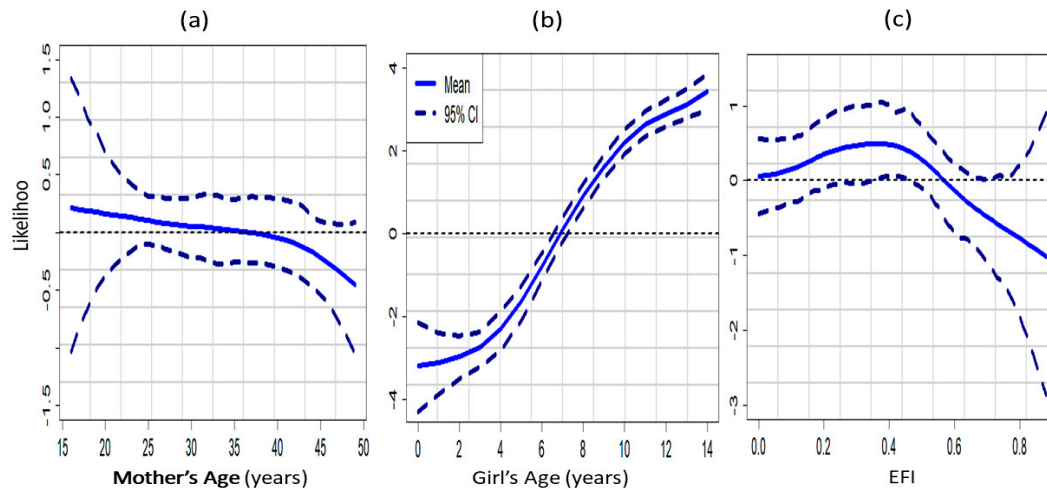 (a)
(b)
(c)
Likelihoo
1.5
1.0
0.5
-0.5
-1.5
15 20 25 30 35 40 45 50
Mother's Age (years)
Mean
95% CI
4
2
0
-2
-4
0 2 4 6 8 10 12 14
Girl's Age (years)
1
0
-1
-2
-3
0.0 0.2 0.4 0.6 0.8
EFI